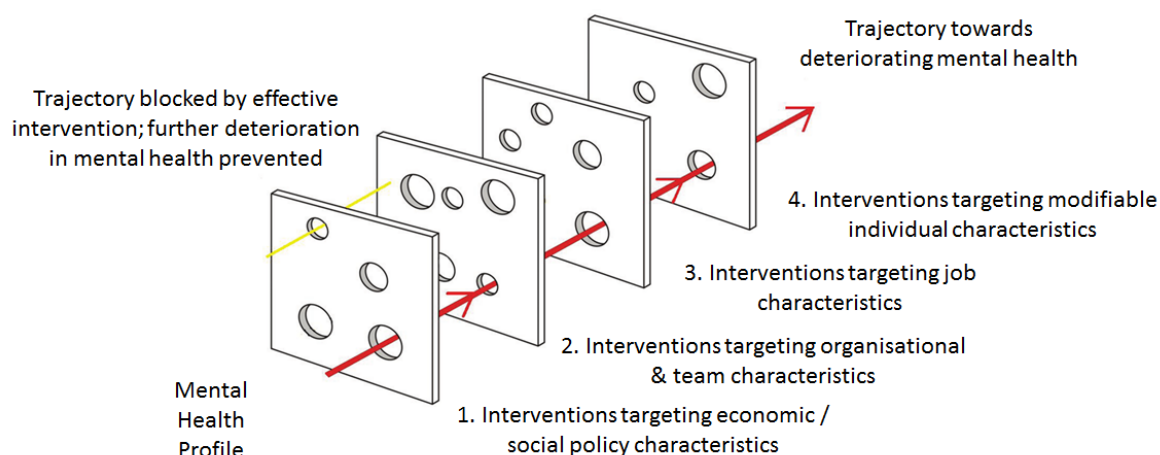 Trajectory towards
deteriorating mental health
Trajectory blocked by effective
intervention; further deterioration
in mental health prevented
4. Interventions targeting modifiable
individual characteristics
3. Interventions targeting job
characteristics
2. Interventions targeting organisational
& team characteristics
1. Interventions targeting economic /
social policy characteristics
Mental
Health
Profile